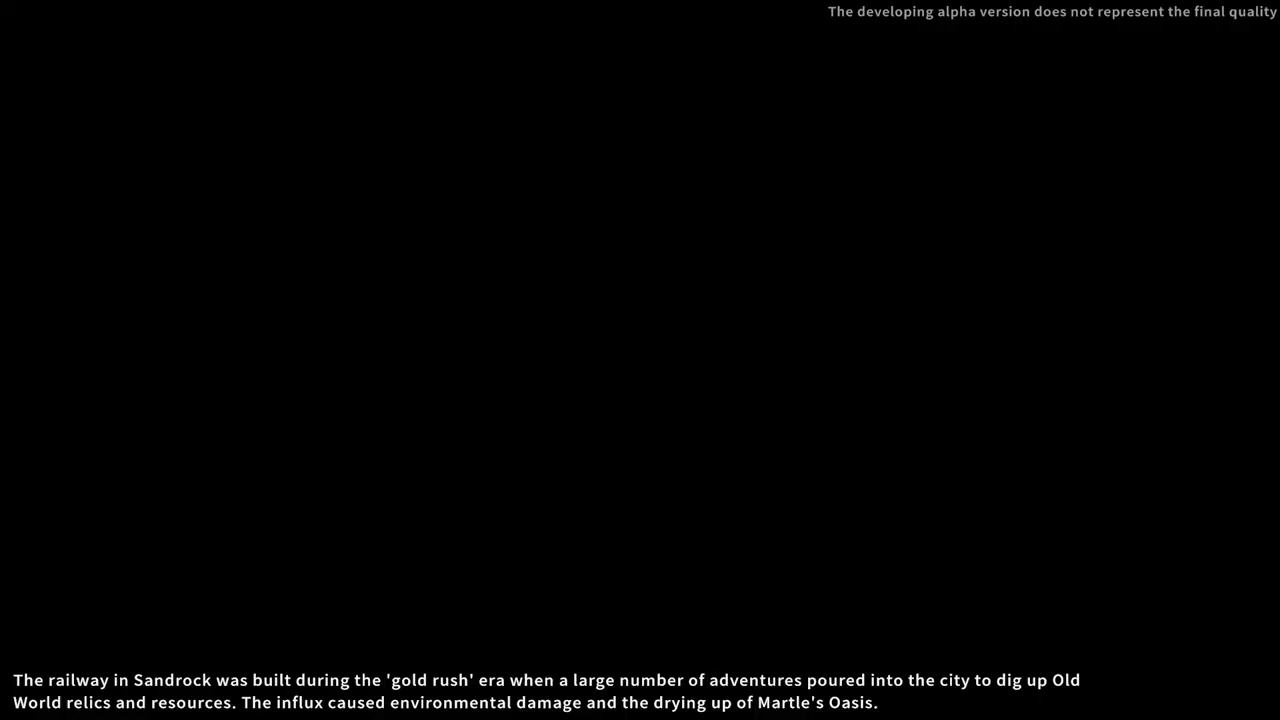 The developing alpha version does not represent the final quality
The railway in Sandrock was built during the 'gold rush' era when a large number of adventures poured into the city to dig up Old
World relics and resources. The influx caused environmental damage and the drying up of Martle's Oasis.